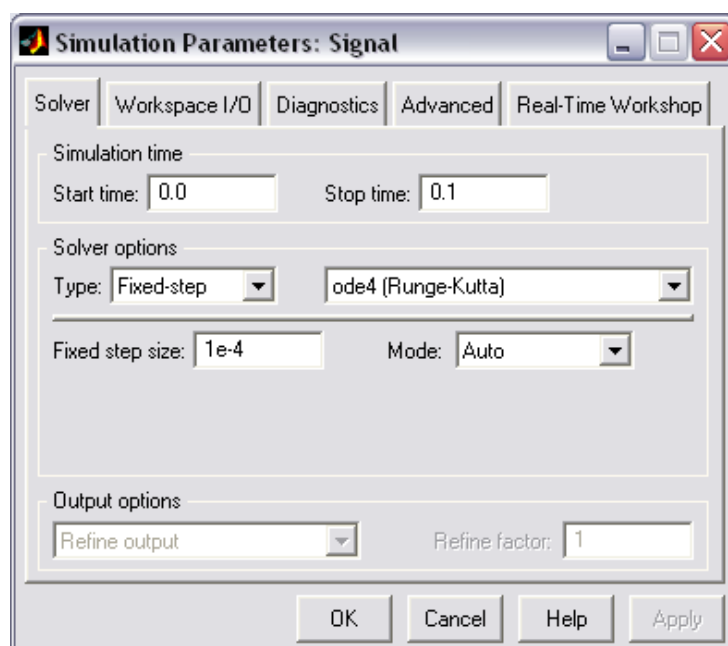 Simulation Parameters: Signal
Solver Workspace I/O Diagnostics Advanced Real-Time Workshop
Simulation time
Start time: 0.0 Stop time: 0.1
Solver options
Type: Fixed-step ode4 (Runge-Kutta)
Fixed step size: 1e-4 Mode: Auto
Output options
Refine output Refine factor: 1
OK Cancel Help Apply